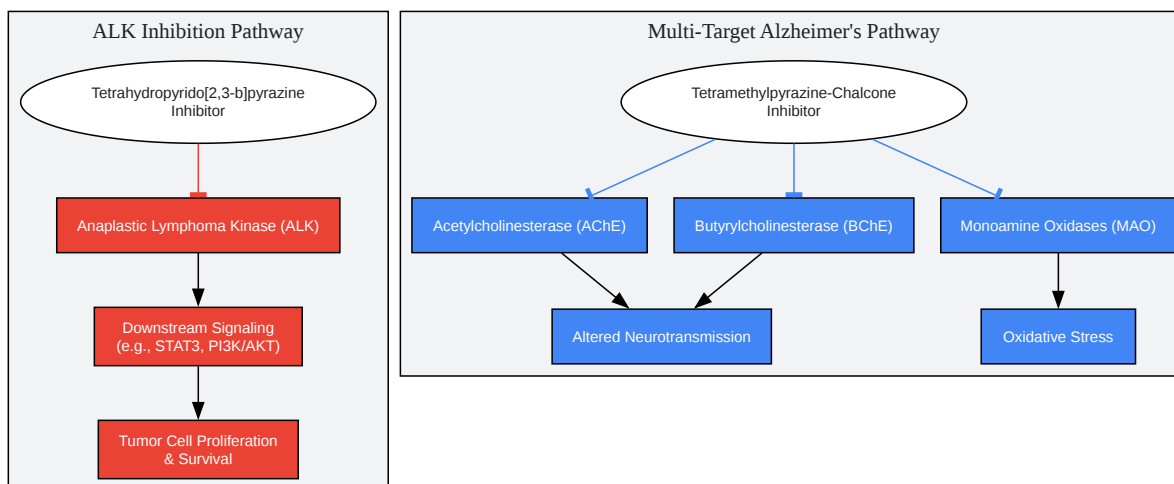 ALK Inhibition Pathway
Tetrahydropyrido[2,3-b]pyrazine
Inhibitor
Anaplastic Lymphoma Kinase (ALK)
Downstream Signaling
(e.g., STAT3, PI3K/AKT)
Tumor Cell Proliferation
& Survival
Multi-Target Alzheimer's Pathway
Tetramethylpyrazine-Chalcone
Inhibitor
Acetylcholinesterase (AChE)
Butyrylcholinesterase (BChE)
Monoamine Oxidases (MAO)
Altered Neurotransmission
Oxidative Stress